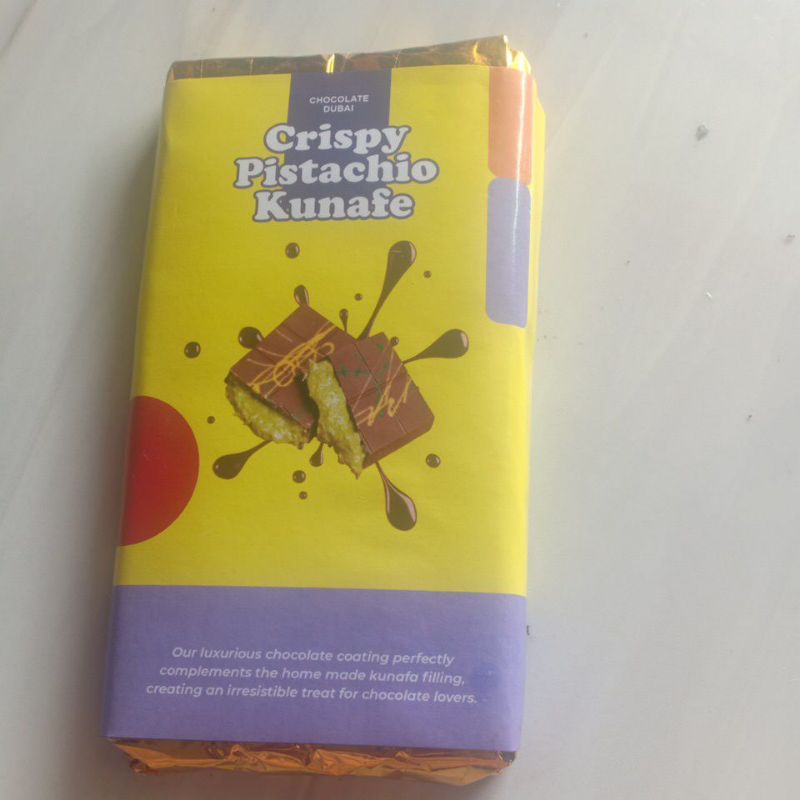 CHOCOLATE
DUBAI
Crispy
Pistachio
Kunafe
Our luxurious chocolate coating perfectly
complements the home made kunafa filling,
creating an irresistible treat for chocolate lovers.